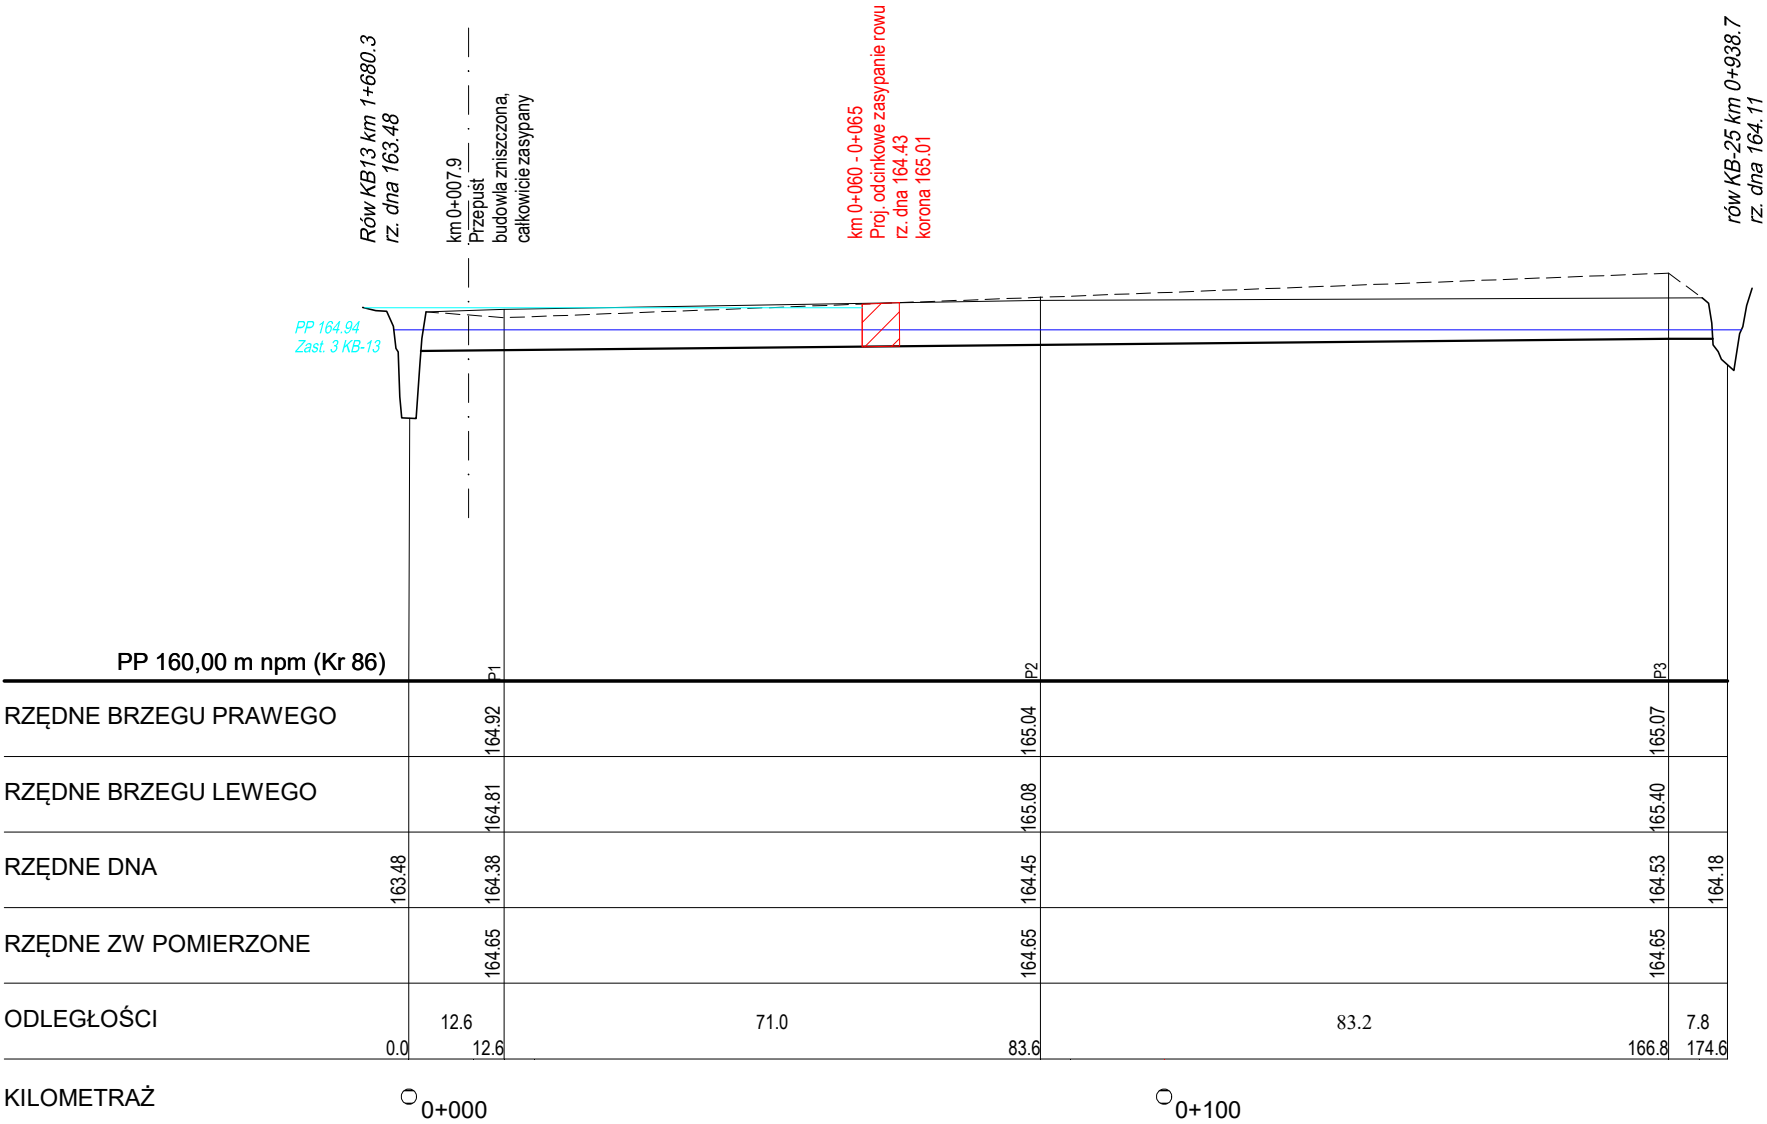 Rów KB13 km 1+680.3
rz. dna 163.48
km 0+007.9
Przepust
budowla zniszczona,
całkowicie zasypany
km 0+060 - 0+065
Proj. odcinkowe zasypanie rowu
rz. dna 164.43
korona 165.01
rów KB-25 km 0+938.7
rz. dna 164.11
PP 164.94
Zast. 3 KB-13
PP 160,00 m npm (Kr 86)
P1
P2
P3
RZĘDNE BRZEGU PRAWEGO
164.92
165.04
165.07
RZĘDNE BRZEGU LEWEGO
164.81
165.08
165.40
RZĘDNE DNA
163.48
164.38
164.45
164.53
164.18
RZĘDNE ZW POMIERZONE
164.65
164.65
164.65
ODLEGŁOŚCI
12.6
71.0
83.2
7.8
0.0
12.6
83.6
166.8
174.6
KILOMETRAŻ
0+000
0+100